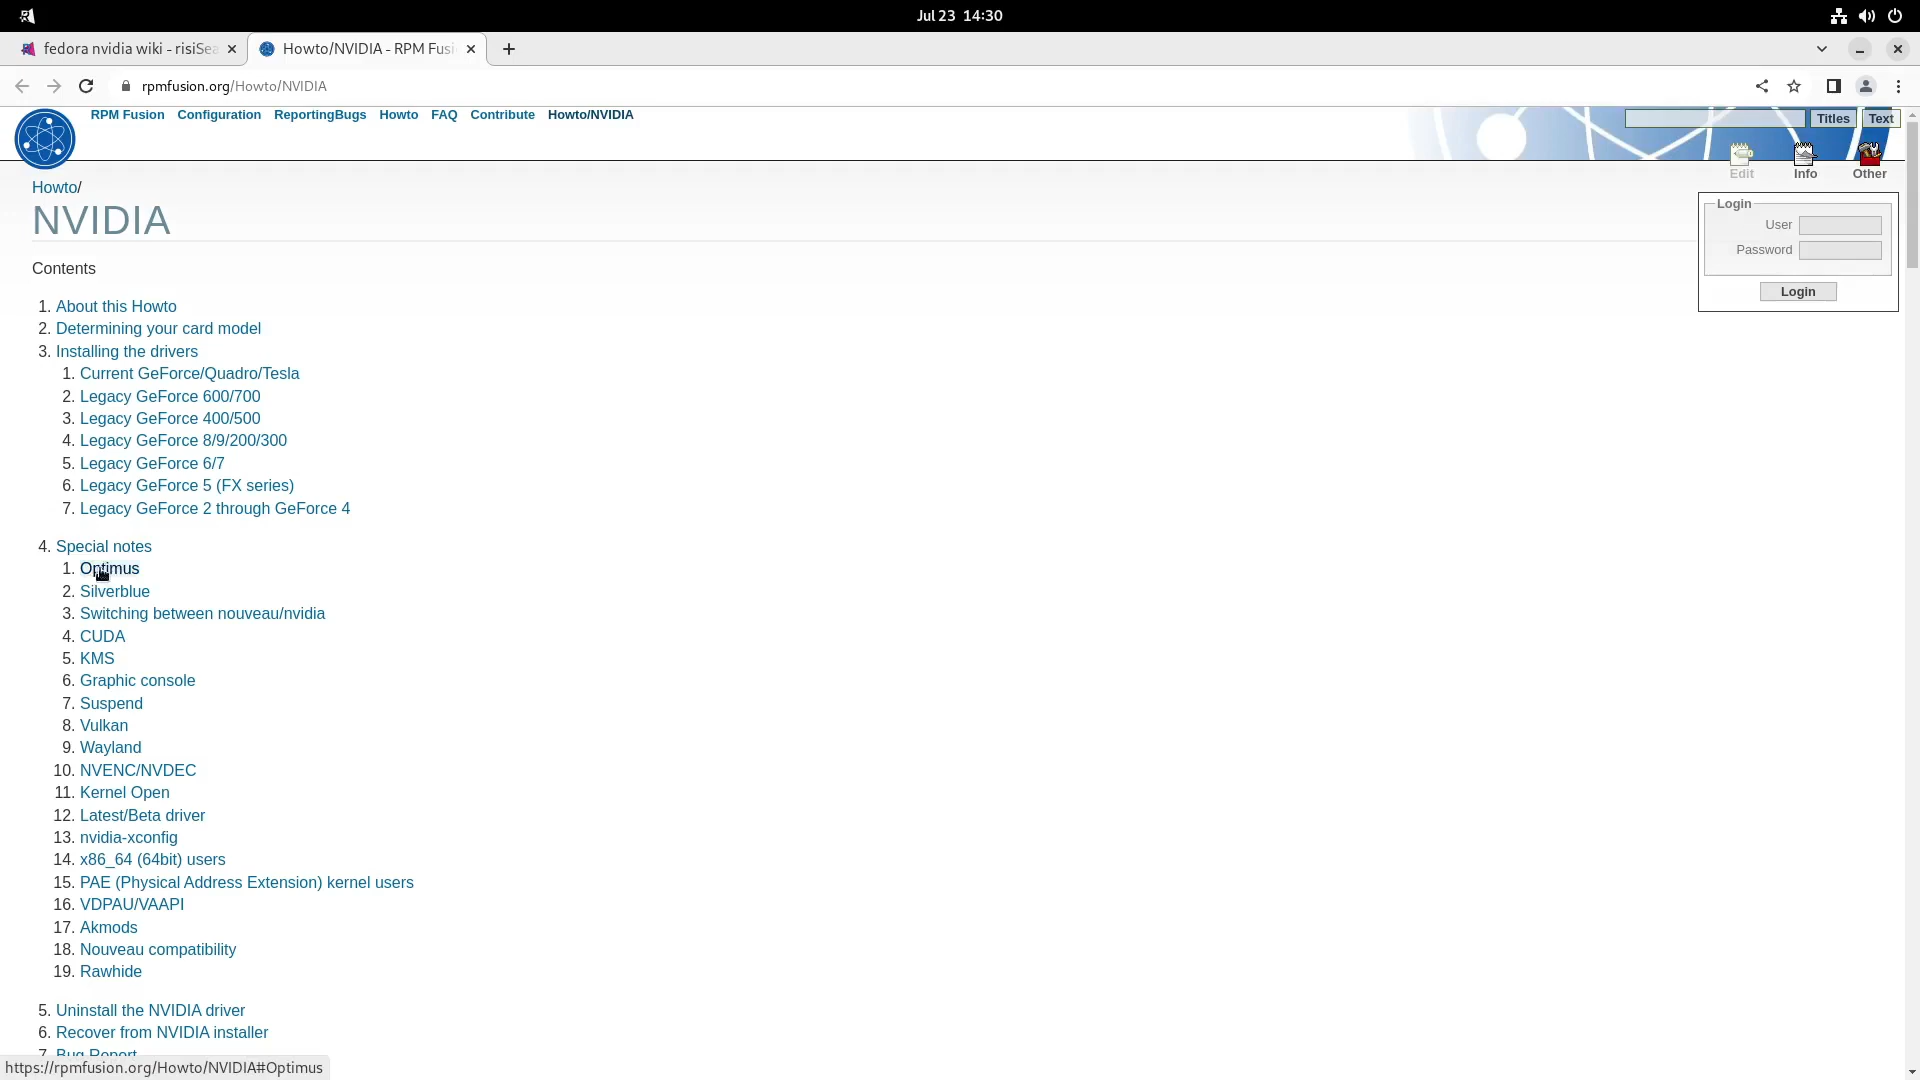 Jul 23 14:30
fedora nvidia wiki - risiSea
Howto/NVIDIA - RPM Fusi
rpmfusion.org/Howto/NVIDIA
RPM Fusion Configuration ReportingBugs Howto FAQ Contribute Howto/NVIDIA
Titles Text
Edit Info Other
Howto/
NVIDIA
Login
User
Password
Login
Contents
1. About this Howto
2. Determining your card model
3. Installing the drivers
1. Current GeForce/Quadro/Tesla
2. Legacy GeForce 600/700
3. Legacy GeForce 400/500
4. Legacy GeForce 8/9/200/300
5. Legacy GeForce 6/7
6. Legacy GeForce 5 (FX series)
7. Legacy GeForce 2 through GeForce 4
4. Special notes
1. Optimus
2. Silverblue
3. Switching between nouveau/nvidia
4. CUDA
5. KMS
6. Graphic console
7. Suspend
8. Vulkan
9. Wayland
10. NVENC/NVDEC
11. Kernel Open
12. Latest/Beta driver
13. nvidia-xconfig
14. x86_64 (64bit) users
15. PAE (Physical Address Extension) kernel users
16. VDPAU/VAAPI
17. Akmods
18. Nouveau compatibility
19. Rawhide
5. Uninstall the NVIDIA driver
6. Recover from NVIDIA installer
7. Bug Report
https://rpmfusion.org/Howto/NVIDIA#Optimus